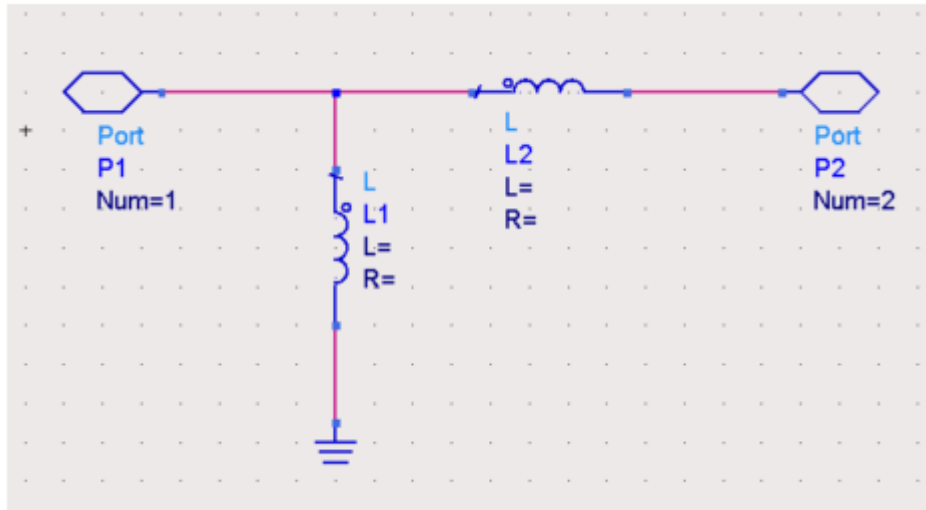 Port
P1
Num=1
L
L1
L=
R=
L
L2
L=
R=
Port
P2
Num=2